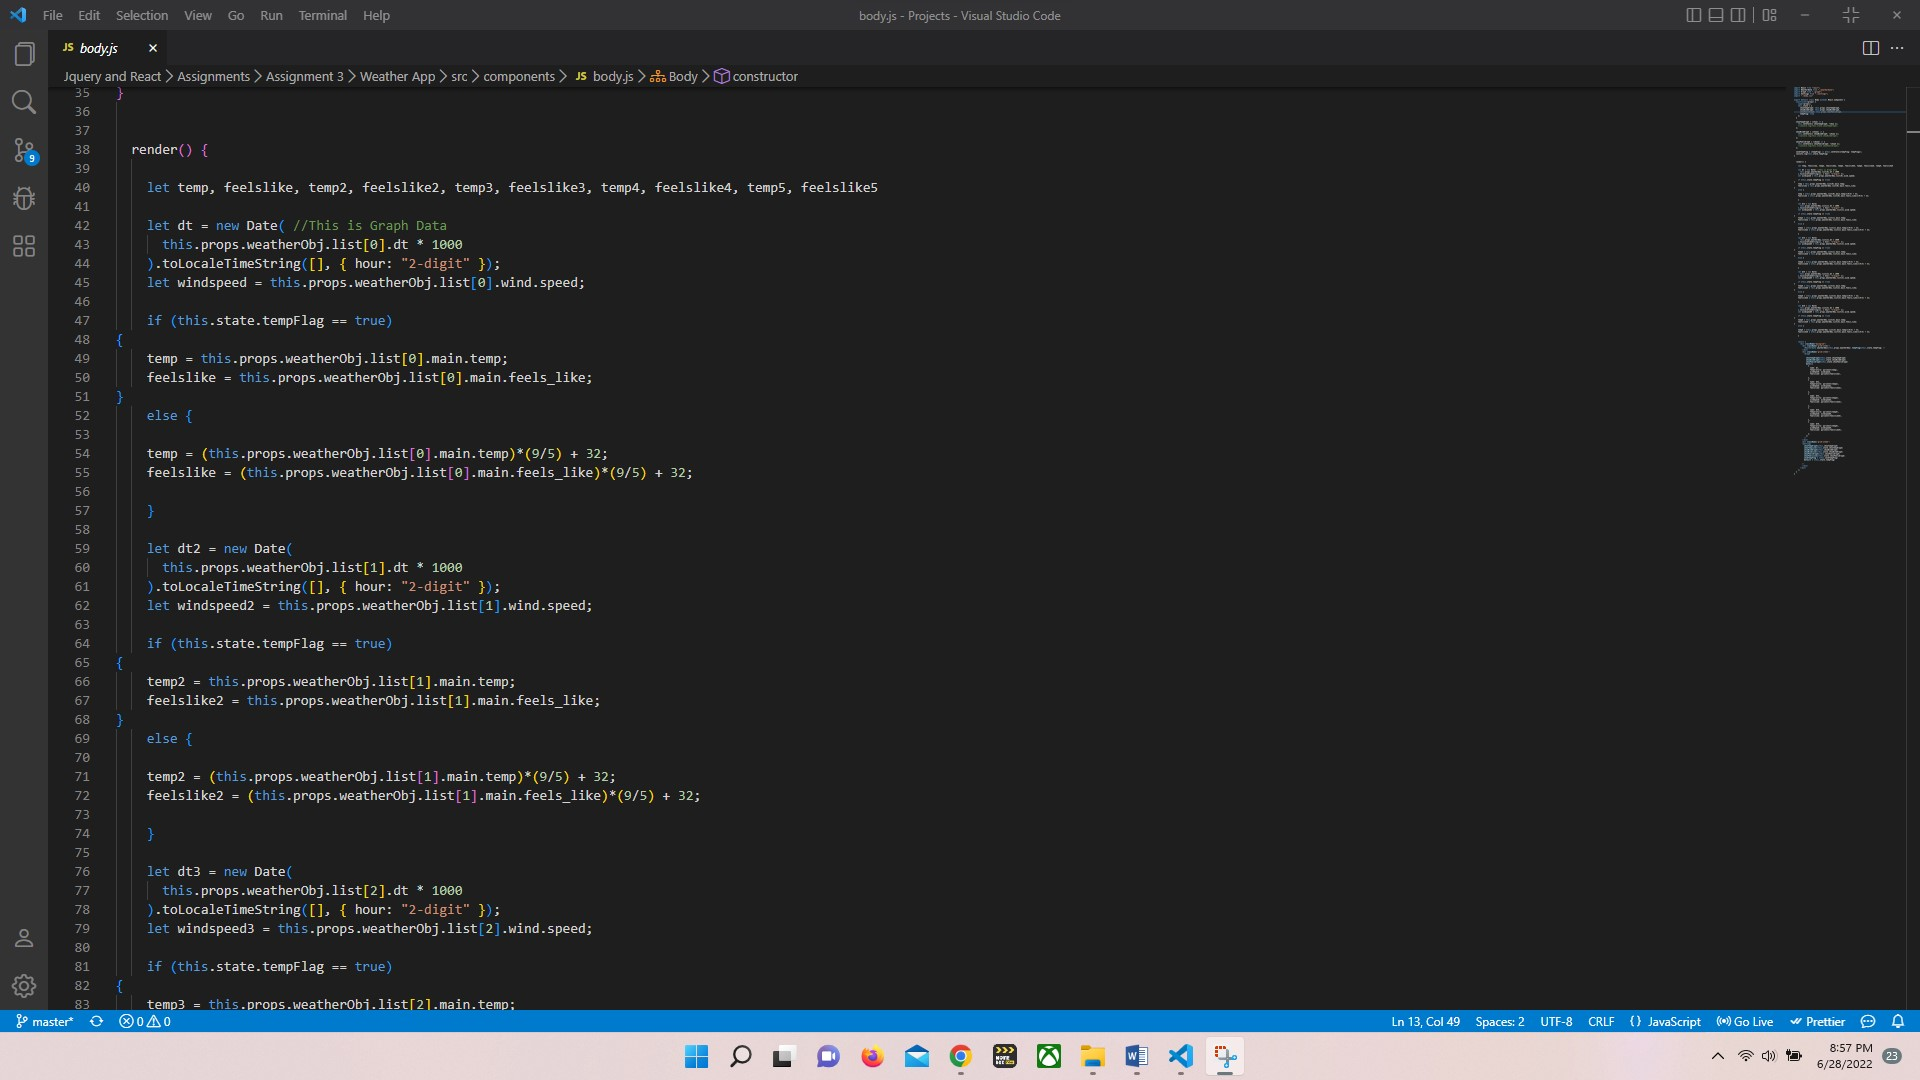 File Edit Selection View Go Run Terminal Help
body.js - Projects - Visual Studio Code
JS body.js
Jquery and React > Assignments > Assignment 3 > Weather App > src > components > JS body.js > Body > constructor
35 }
36
37
38 render() {
39
40 let temp, feelslike, temp2, feelslike2, temp3, feelslike3, temp4, feelslike4, temp5, feelslike5
41
42 let dt = new Date( //This is Graph Data
43 this.props.weatherObj.list[0].dt * 1000
44 ).toLocaleTimeString([], { hour: "2-digit" });
45 let windspeed = this.props.weatherObj.list[0].wind.speed;
46
47 if (this.state.tempFlag == true)
48 {
49 temp = this.props.weatherObj.list[0].main.temp;
50 feelslike = this.props.weatherObj.list[0].main.feels_like;
51 }
52 else {
53
54 temp = (this.props.weatherObj.list[0].main.temp)*(9/5) + 32;
55 feelslike = (this.props.weatherObj.list[0].main.feels_like)*(9/5) + 32;
56
57 }
58
59 let dt2 = new Date(
60 this.props.weatherObj.list[1].dt * 1000
61 ).toLocaleTimeString([], { hour: "2-digit" });
62 let windspeed2 = this.props.weatherObj.list[1].wind.speed;
63
64 if (this.state.tempFlag == true)
65 {
66 temp2 = this.props.weatherObj.list[1].main.temp;
67 feelslike2 = this.props.weatherObj.list[1].main.feels_like;
68 }
69 else {
70
71 temp2 = (this.props.weatherObj.list[1].main.temp)*(9/5) + 32;
72 feelslike2 = (this.props.weatherObj.list[1].main.feels_like)*(9/5) + 32;
73
74 }
75
76 let dt3 = new Date(
77 this.props.weatherObj.list[2].dt * 1000
78 ).toLocaleTimeString([], { hour: "2-digit" });
79 let windspeed3 = this.props.weatherObj.list[2].wind.speed;
80
81 if (this.state.tempFlag == true)
82 {
83 temp3 = this.props.weatherObj.list[2].main.temp;
9
master* 0 0 Ln 13, Col 49 Spaces: 2 UTF-8 CRLF {} JavaScript Go Live Prettier
8:57 PM
6/28/2022 23